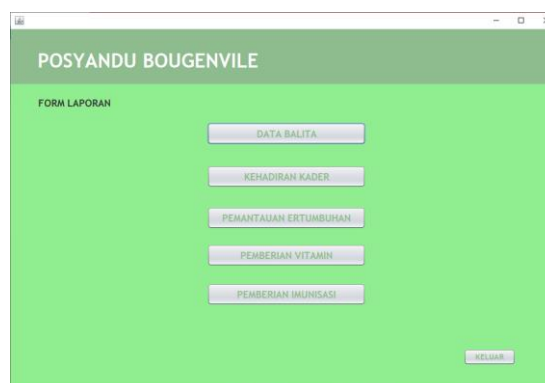 POSYANDU BOUGENVILE
FORM LAPORAN
DATA BALITA
KEHADIRAN KADER
PEMANTAUAN ERTUMBUHAN
PEMBERIAN VITAMIN
PEMBERIAN IMUNISASI
KELUAR